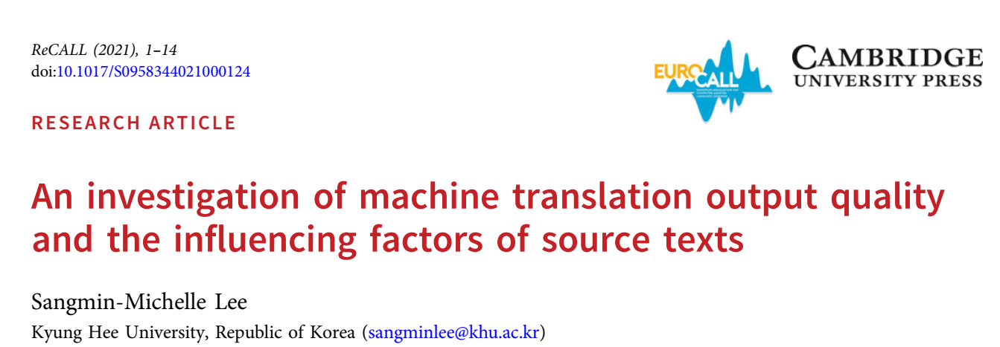 ReCALL (2021), 1–14
doi:10.1017/S0958344021000124
EUROCALL
CAMBRIDGE
UNIVERSITY PRESS
RESEARCH ARTICLE
An investigation of machine translation output quality
and the influencing factors of source texts
Sangmin-Michelle Lee
Kyung Hee University, Republic of Korea (sangminlee@khu.ac.kr)